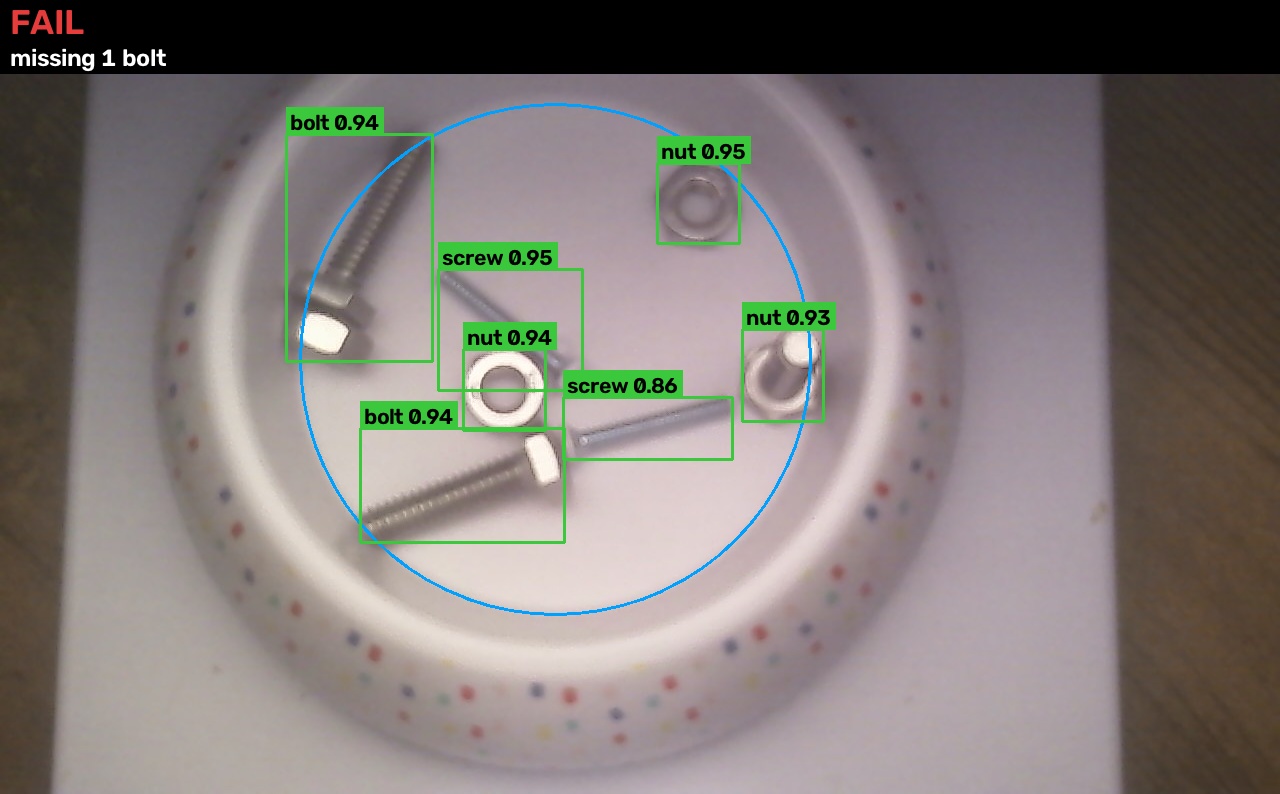 FAIL
missing 1 bolt
bolt 0.94
nut 0.95
screw 0.95
nut 0.93
nut 0.94
screw 0.86
bolt 0.94